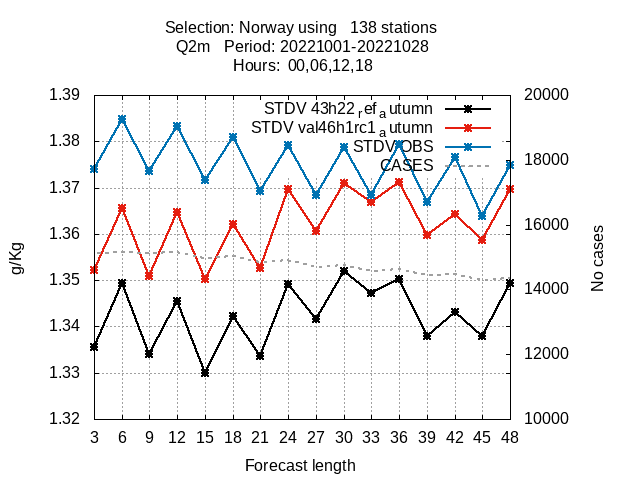 Selection: Norway using   138 stations
Q2m   Period: 20221001-20221028
Hours:  00,06,12,18
1.39
20000
STDV 43h22_ref_autumn
STDV val46h1rc1_autumn
1.38
STDV OBS
18000
CASES
1.37
16000
1.36
g/Kg
No cases
1.35
14000
1.34
12000
1.33
1.32
10000
3 6 9 12 15 18 21 24 27 30 33 36 39 42 45 48
Forecast length